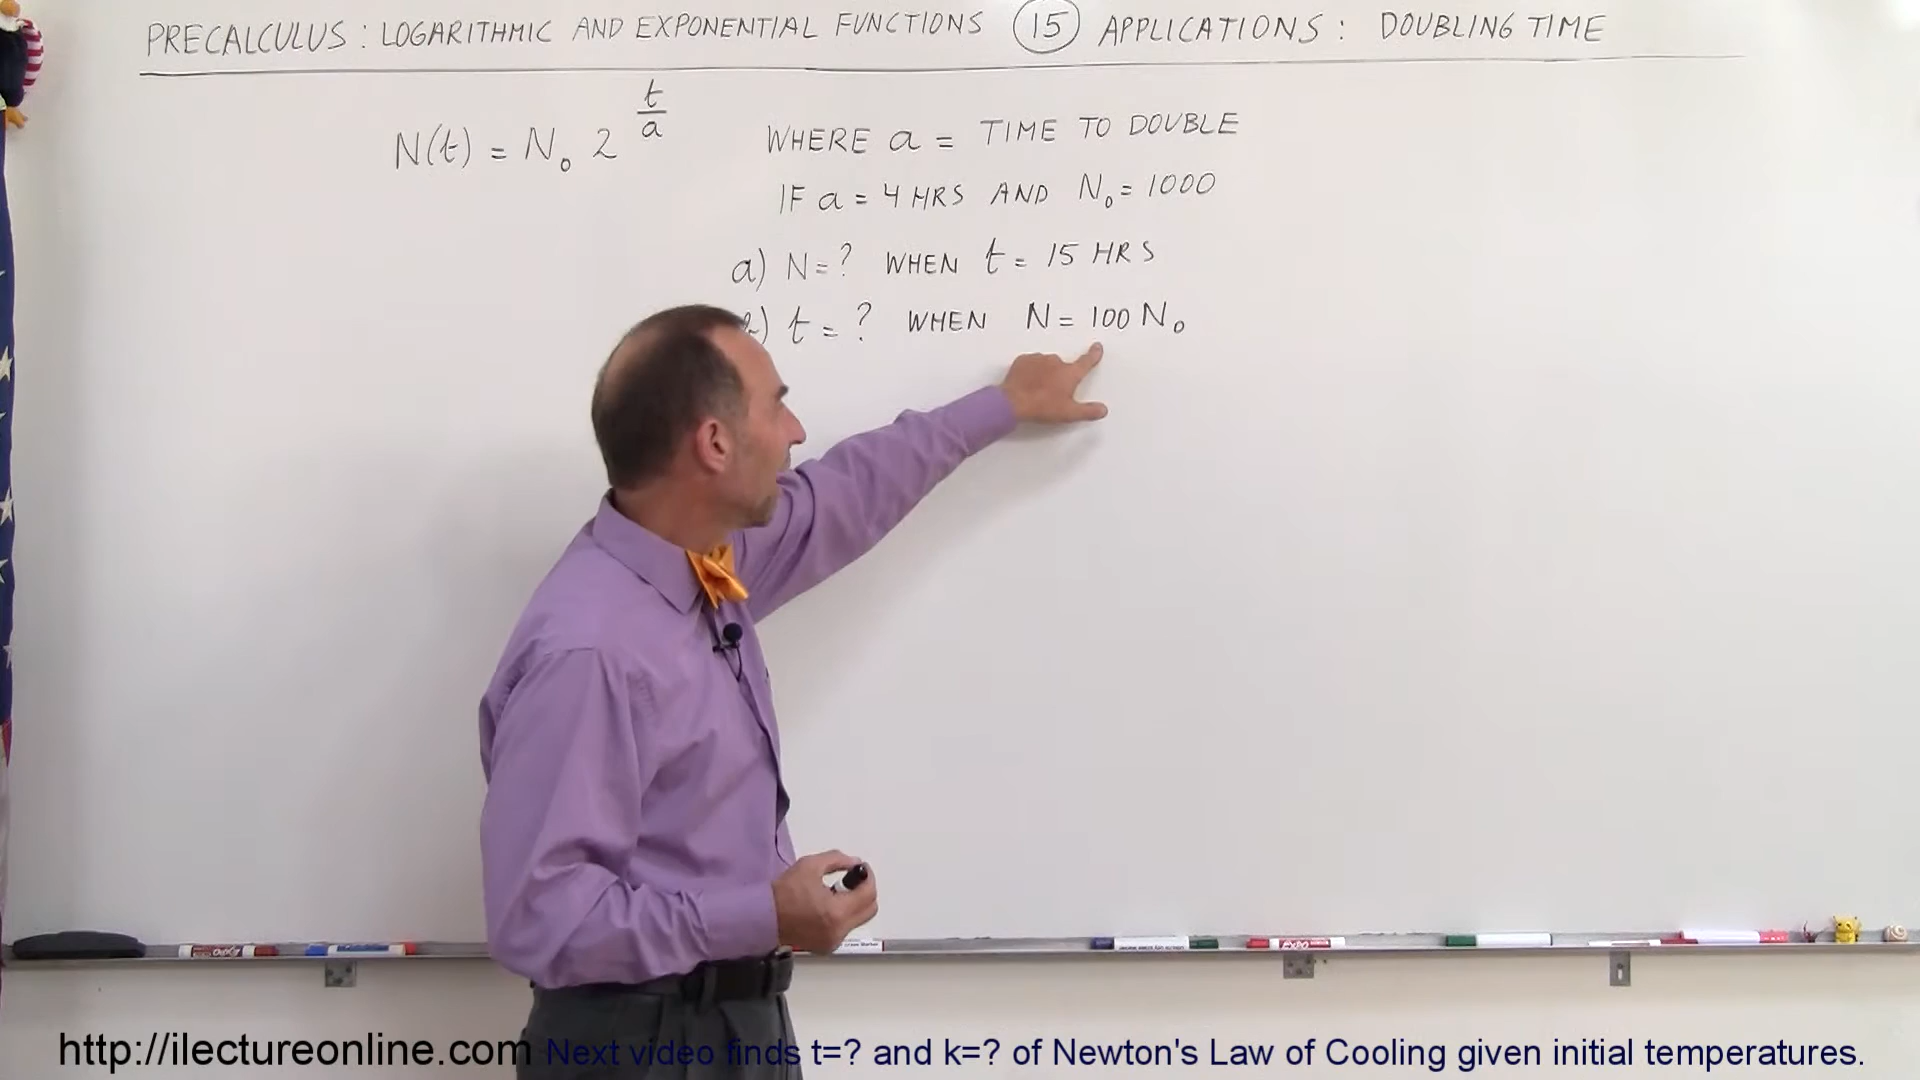 PRECALCULUS: LOGARITHMIC AND EXPONENTIAL FUNCTIONS 15 APPLICATIONS: DOUBLING TIME
N(t) = N₀ 2^(t/a) WHERE a = TIME TO DOUBLE
IF a = 4 HRS AND N₀ = 1000
a) N = ? WHEN t = 15 HRS
) t = ? WHEN N = 100 N₀
EXPO
EXPO
http://ilectureonline.com Next video finds t=? and k=? of Newton's Law of Cooling given initial temperatures.